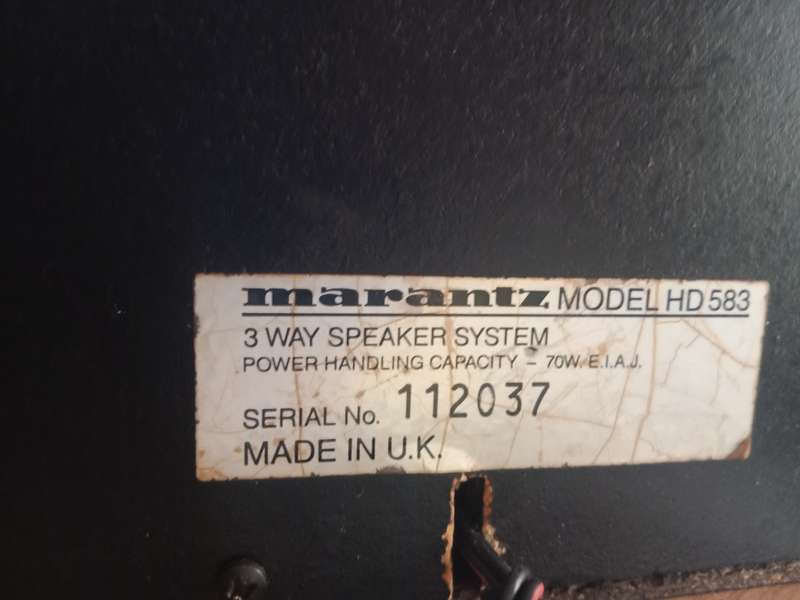 marantz MODEL HD583
3 WAY SPEAKER SYSTEM
POWER HANDLING CAPACITY - 70W. E.I.A.J.
SERIAL No. 112037
MADE IN U.K.